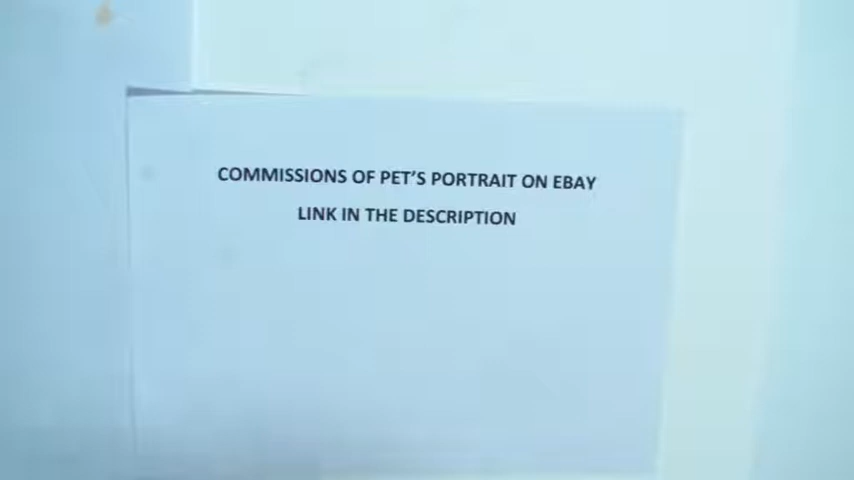 COMMISSIONS OF PET'S PORTRAIT ON EBAY
LINK IN THE DESCRIPTION